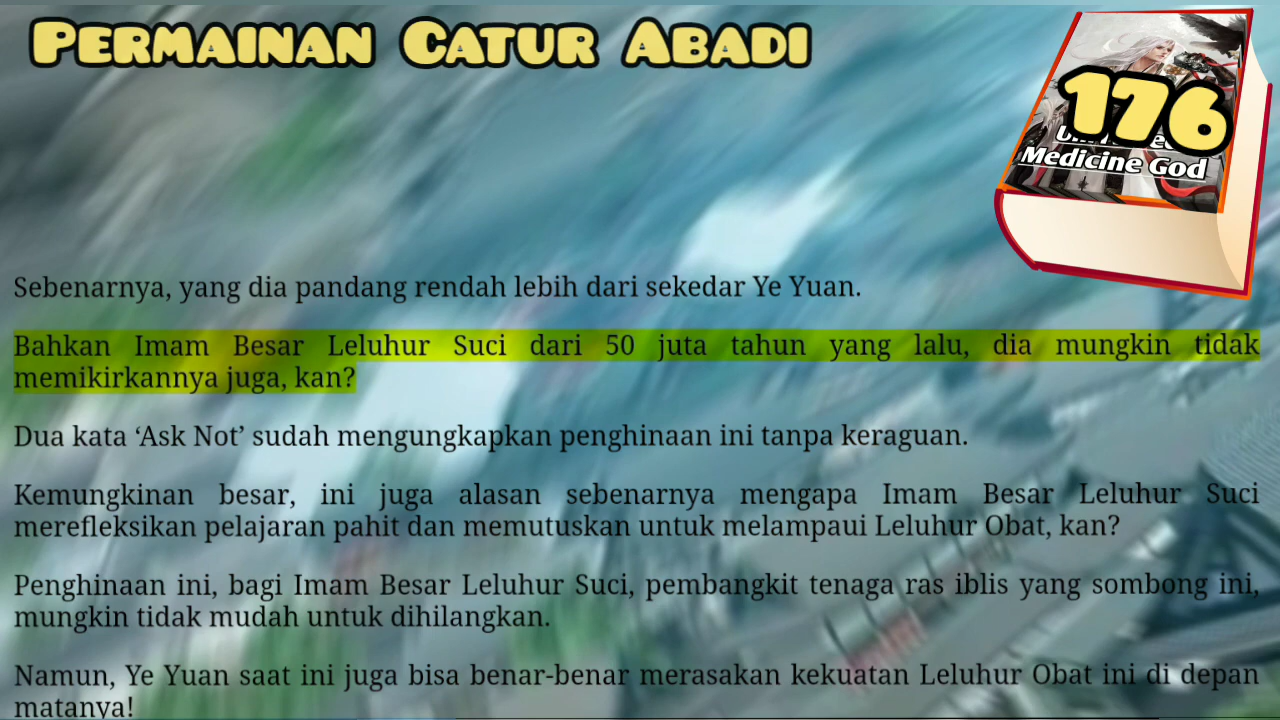 PERMAINAN CATUR ABADI
176
Medicine God
Sebenarnya, yang dia pandang rendah lebih dari sekedar Ye Yuan.
Bahkan Imam Besar Leluhur Suci dari 50 juta tahun yang lalu, dia mungkin tidak
memikirkannya juga, kan?
Dua kata ‘Ask Not’ sudah mengungkapkan penghinaan ini tanpa keraguan.
Kemungkinan besar, ini juga alasan sebenarnya mengapa Imam Besar Leluhur Suci
merefleksikan pelajaran pahit dan memutuskan untuk melampaui Leluhur Obat, kan?
Penghinaan ini, bagi Imam Besar Leluhur Suci, pembangkit tenaga ras iblis yang sombong ini,
mungkin tidak mudah untuk dihilangkan.
Namun, Ye Yuan saat ini juga bisa benar-benar merasakan kekuatan Leluhur Obat ini di depan
matanya!